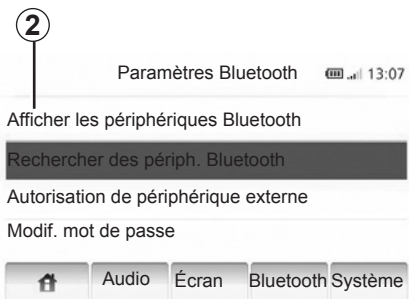 2
Paramètres Bluetooth 13:07
Afficher les périphériques Bluetooth
Rechercher des périph. Bluetooth
Autorisation de périphérique externe
Modif. mot de passe
Audio Écran Bluetooth Système